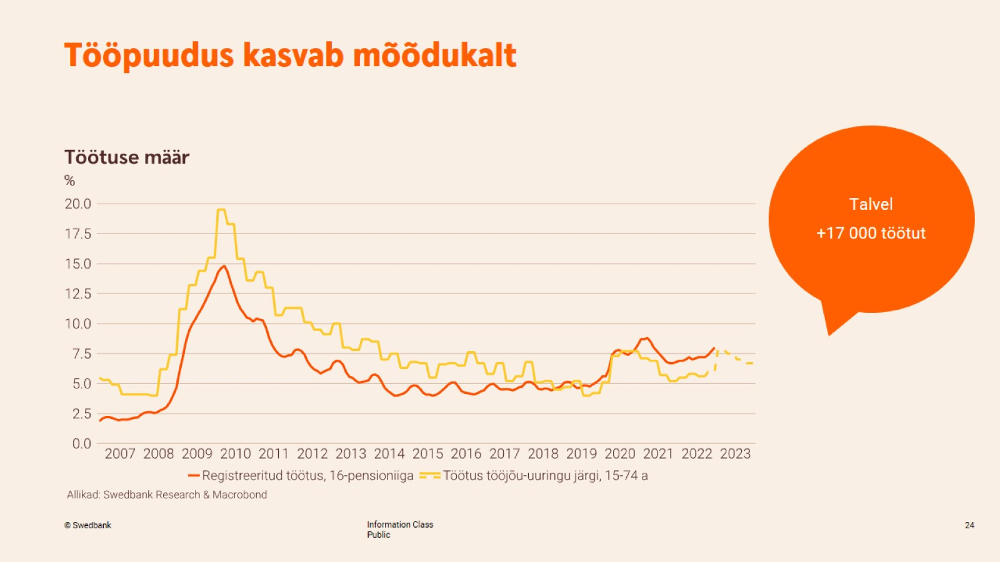 Tööpuudus kasvab mõõdukalt
Töötuse määr
%
20.0
17.5
15.0
12.5
10.0
7.5
5.0
2.5
0.0
2007 2008 2009 2010 2011 2012 2013 2014 2015 2016 2017 2018 2019 2020 2021 2022 2023
Registreeritud töötus, 16-pensioniiga Töötus tööjõu-uuringu järgi, 15-74 a
Allikad: Swedbank Research & Macrobond
Talvel
+17 000 töötut
© Swedbank
Information Class
Public
24